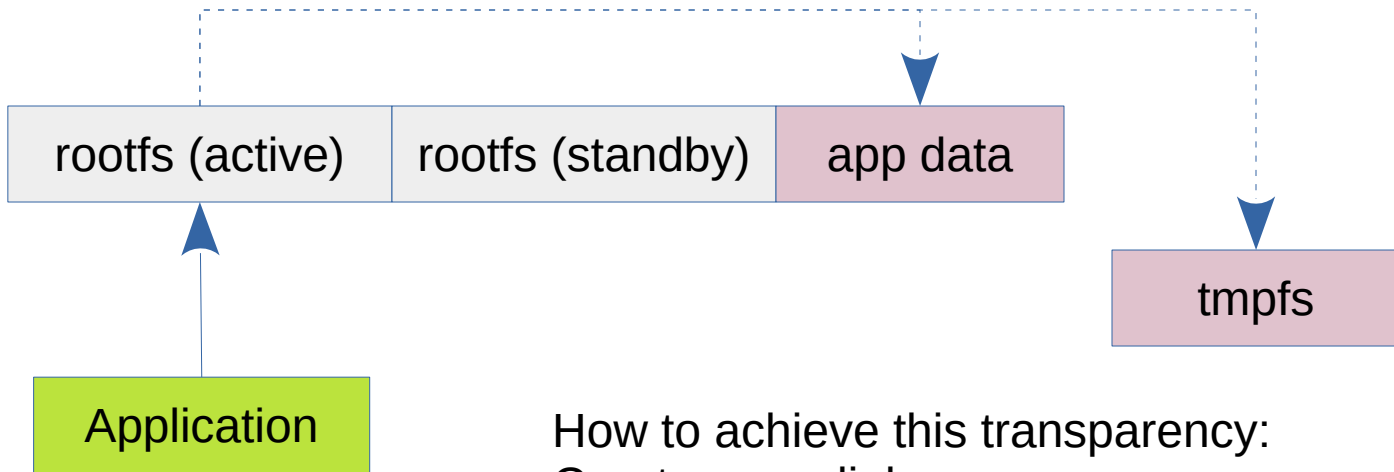 rootfs (active)
rootfs (standby)
app data
tmpfs
Application
How to achieve this transparency: